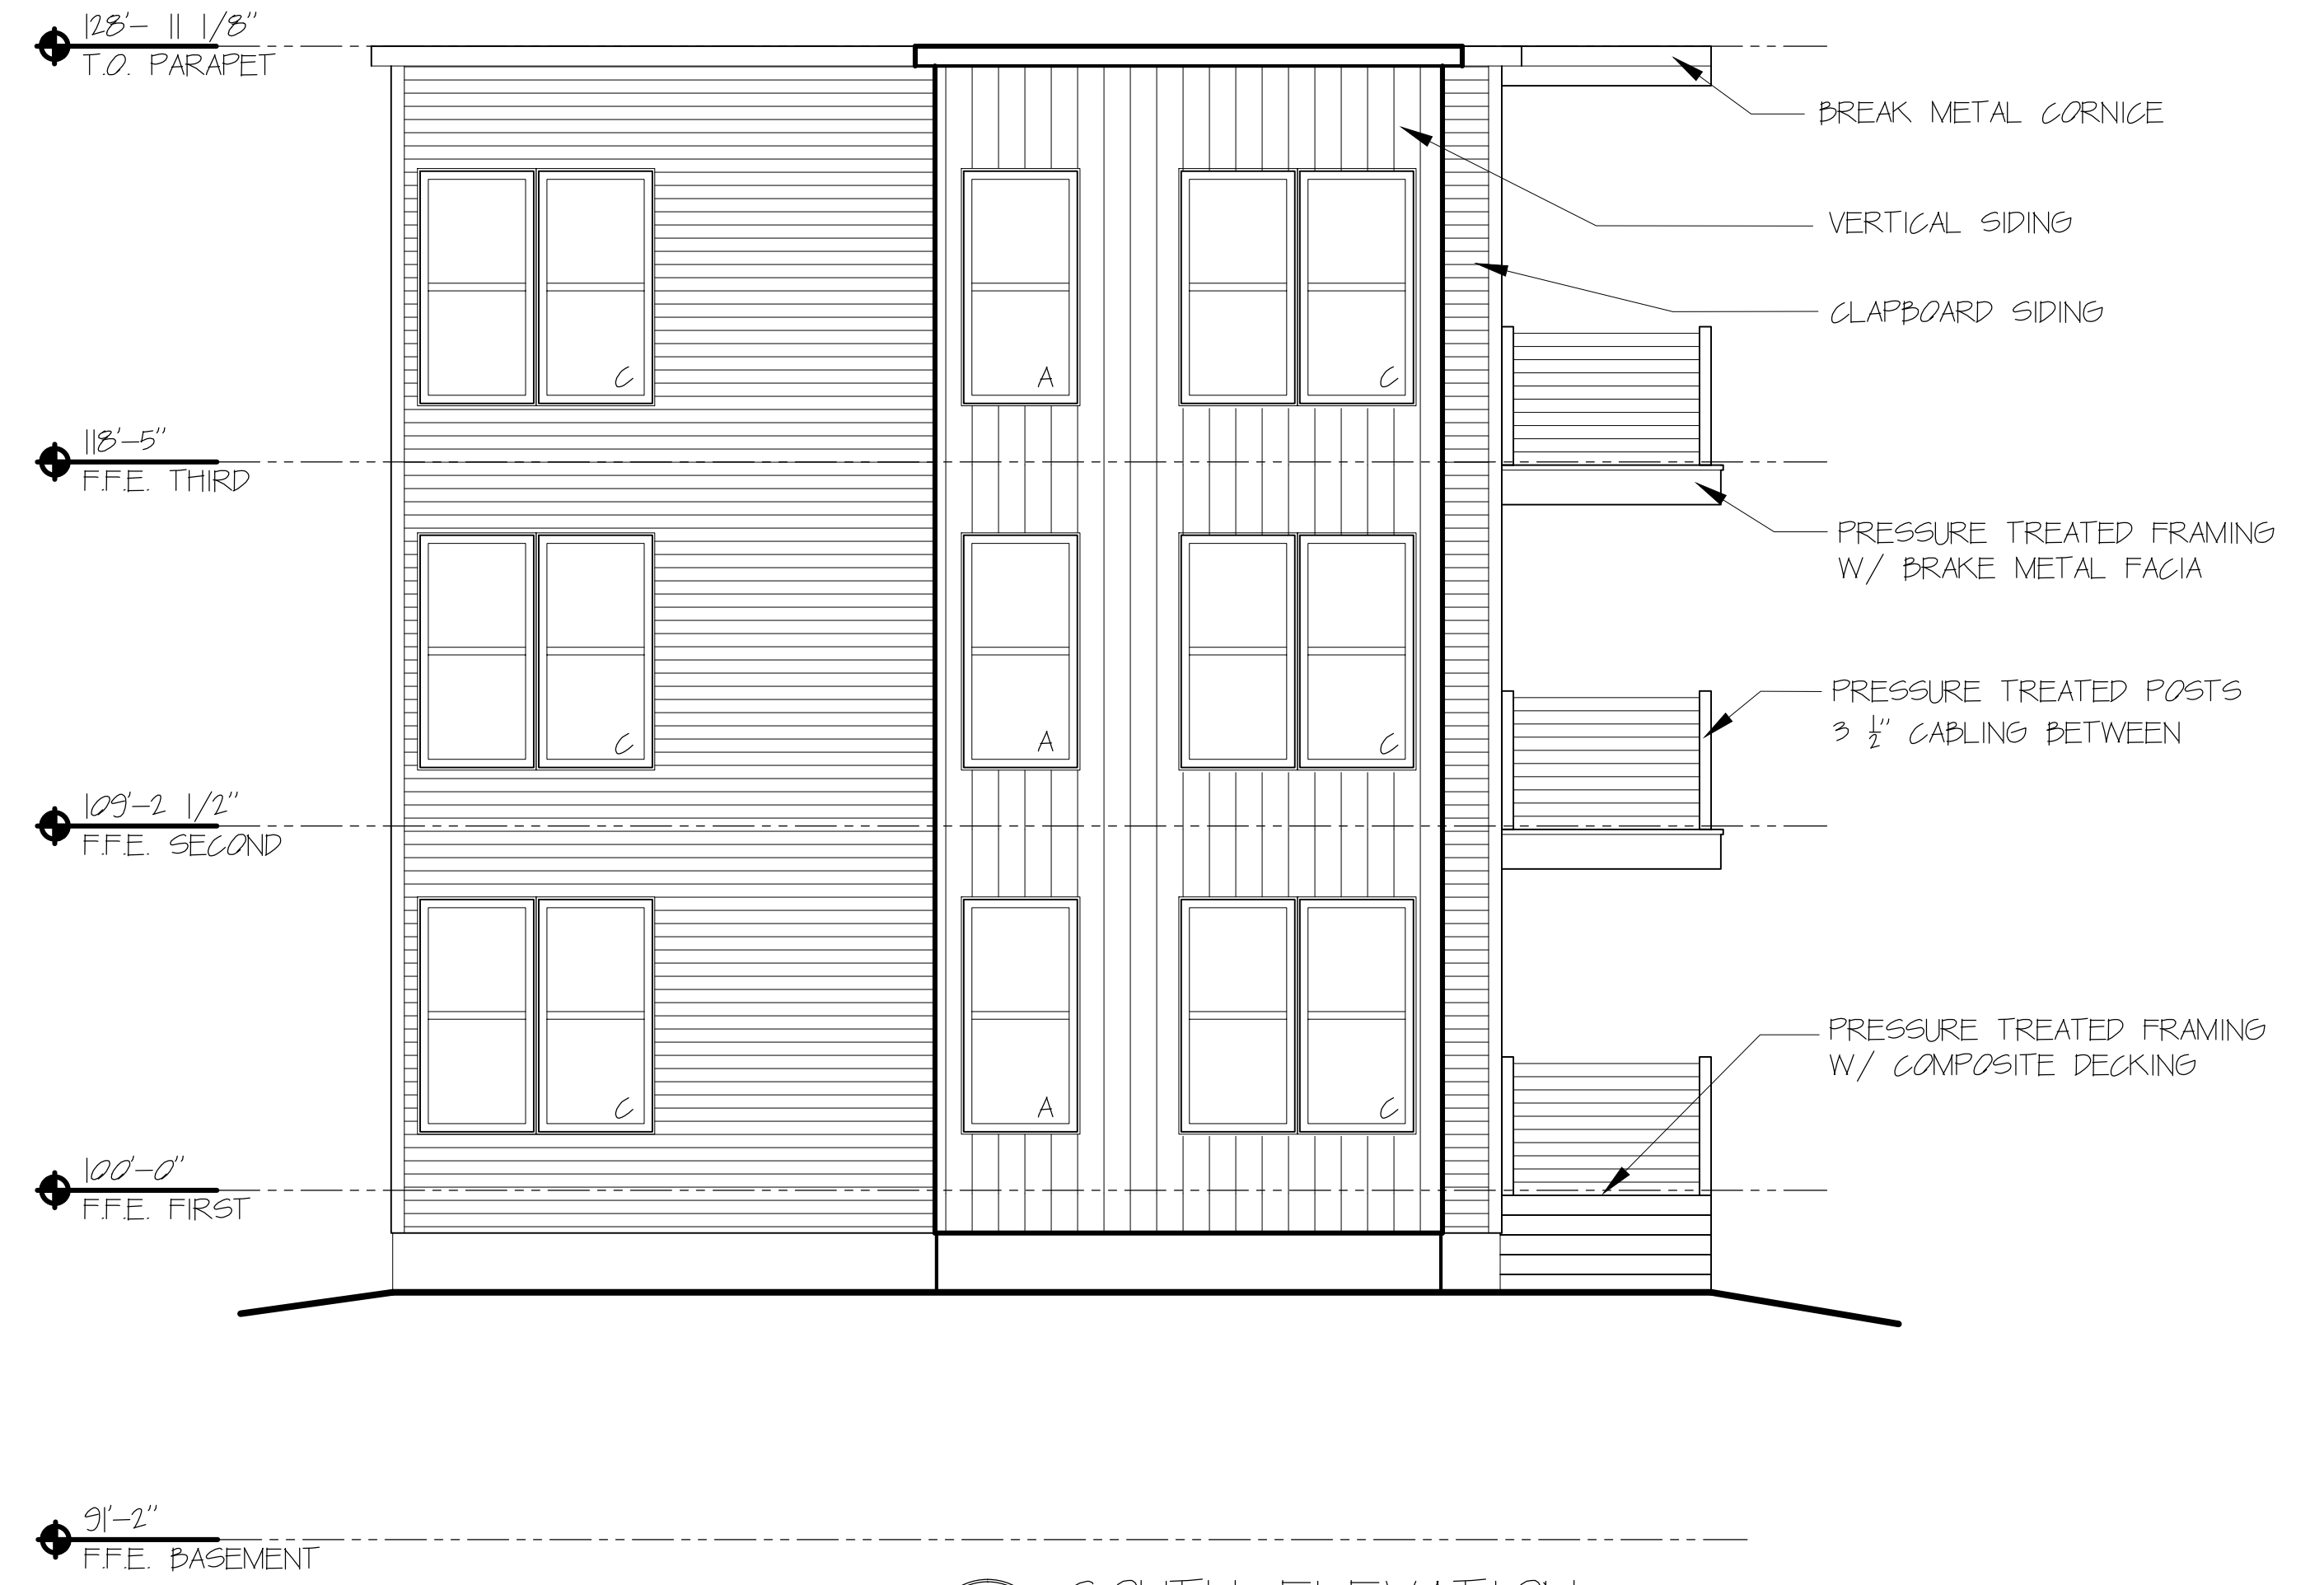 128'- 11 1/8"
T.O. PARAPET
BREAK METAL CORNICE
VERTICAL SIDING
CLAPBOARD SIDING
C
A
C
118'-5"
F.F.E. THIRD
PRESSURE TREATED FRAMING
W/ BRAKE METAL FACIA
PRESSURE TREATED POSTS
3 1/2" CABLING BETWEEN
C
A
C
109'-2 1/2"
F.F.E. SECOND
PRESSURE TREATED FRAMING
W/ COMPOSITE DECKING
C
A
C
100'-0"
F.F.E. FIRST
91'-2"
F.F.E. BASEMENT
SOUTH ELEVATION